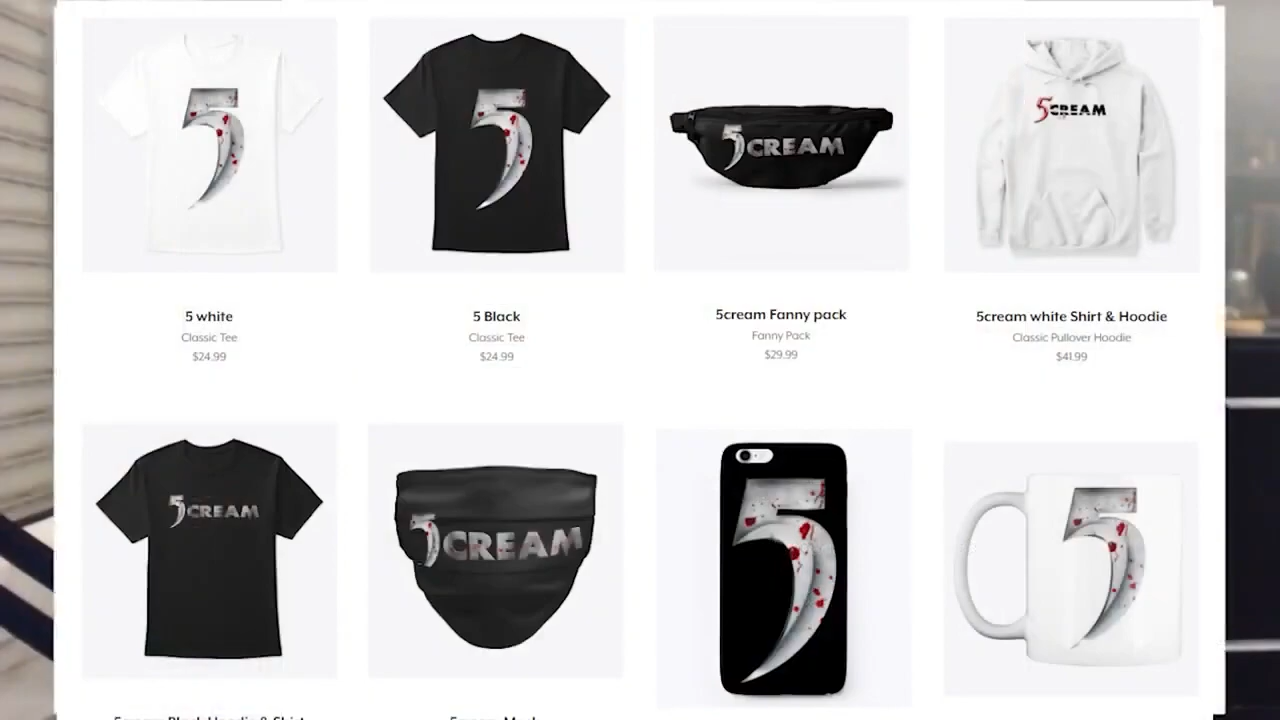 5
5
5CREAM
5CREAM
5 white
Classic Tee
$24.99
5 Black
Classic Tee
$24.99
5cream Fanny pack
Fanny Pack
$29.99
5cream white Shirt & Hoodie
Classic Pullover Hoodie
$41.99
5CREAM
5CREAM
5
5